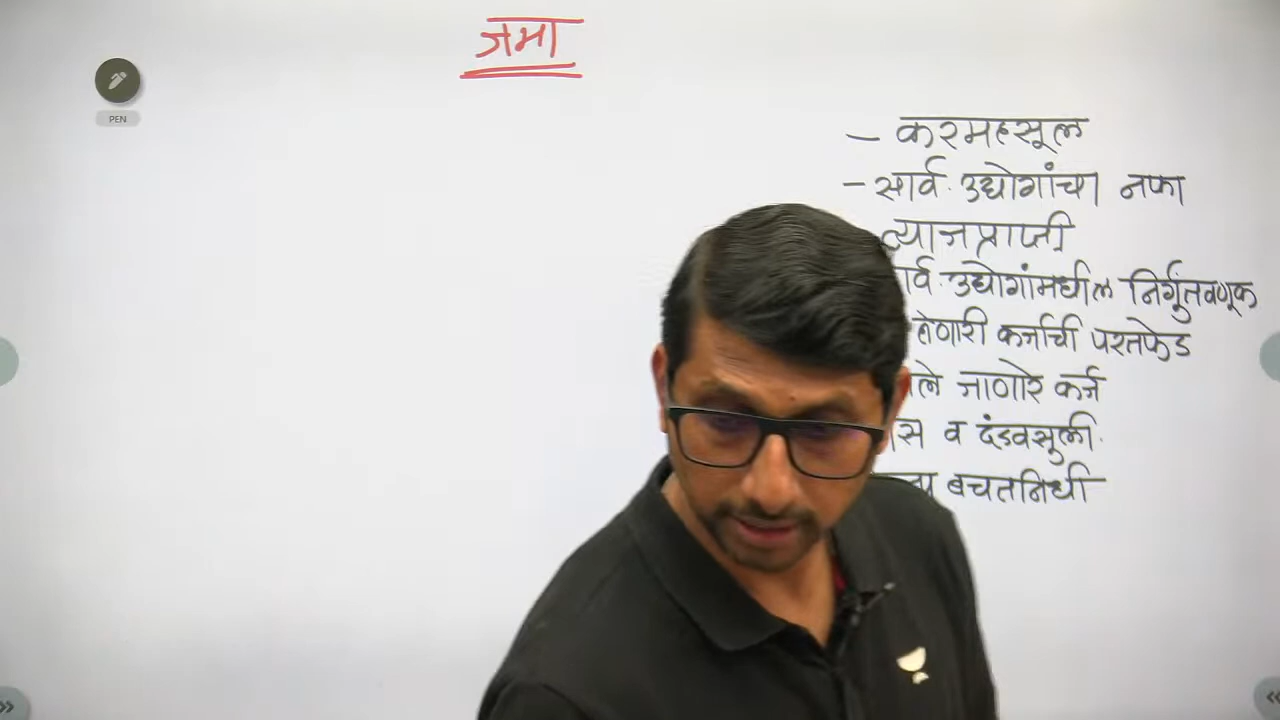 जमा
PEN
- करमहसूल
- सार्व. उद्योगांचा नफा
व्याजप्राप्ती
उद्योगांमधील निर्गुंतवणूक
कर्जाची परतफेड
जाणारे कर्ज
व दंडवसुली.
बचतनिधी